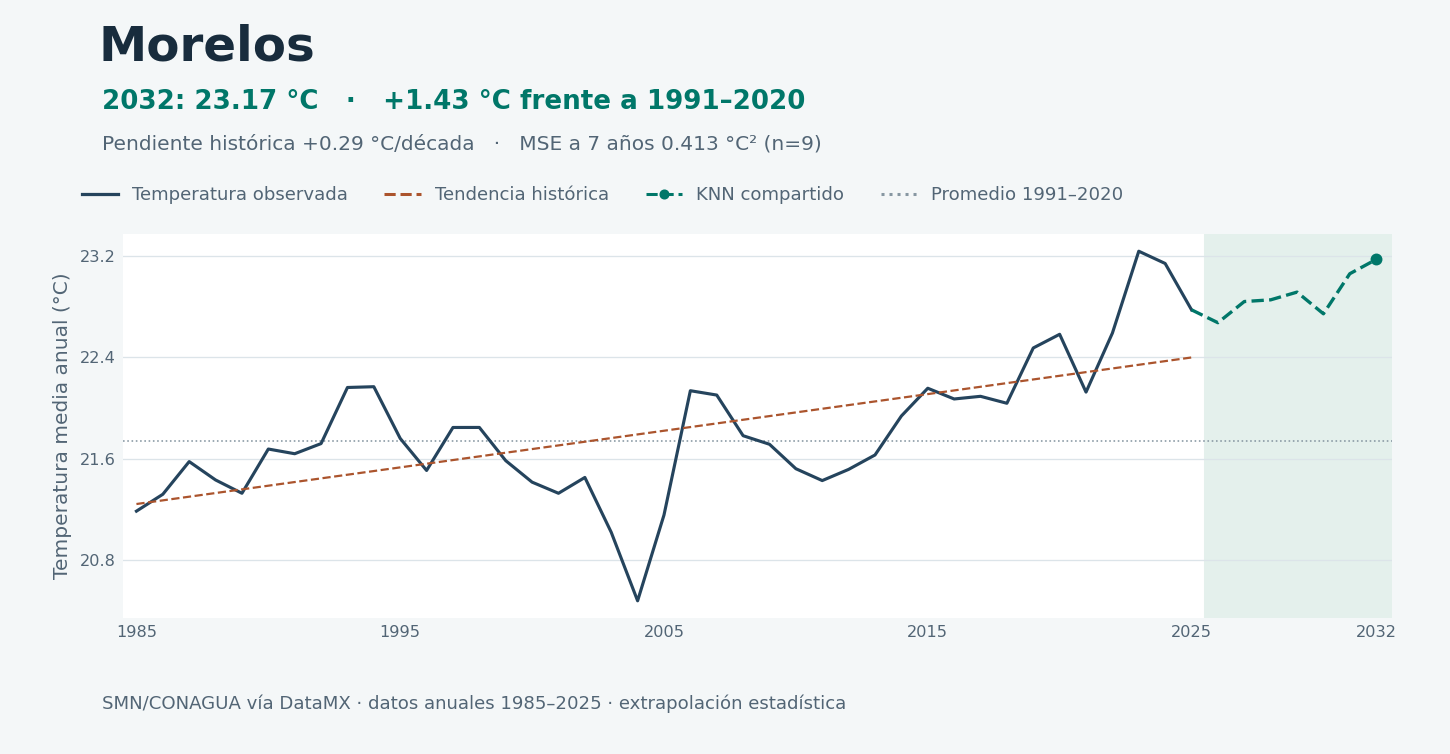 Morelos
2032: 23.17 °C · +1.43 °C frente a 1991–2020
Pendiente histórica +0.29 °C/década · MSE a 7 años 0.413 °C² (n=9)
Temperatura observada Tendencia histórica KNN compartido Promedio 1991–2020
Temperatura media anual (°C)
23.2
22.4
21.6
20.8
1985 1995 2005 2015 2025 2032
SMN/CONAGUA vía DataMX · datos anuales 1985–2025 · extrapolación estadística